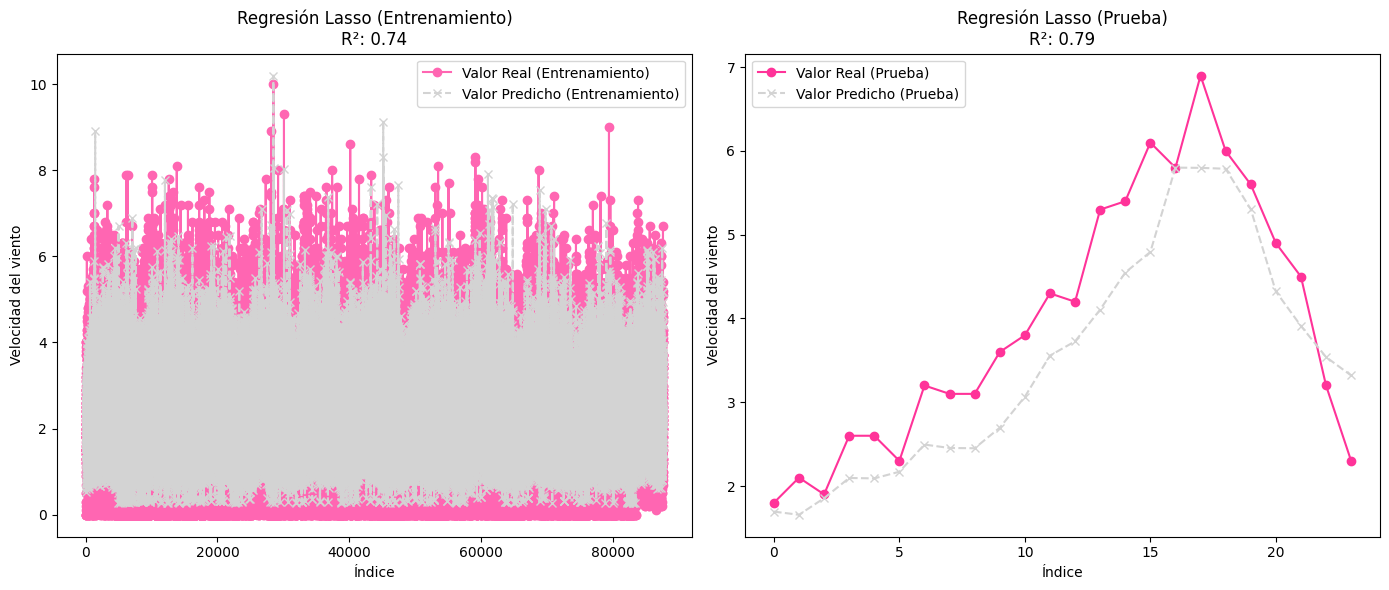 Regresión Lasso (Entrenamiento)
R²: 0.74
Valor Real (Entrenamiento)
Valor Predicho (Entrenamiento)
Velocidad del viento
10
8
6
4
2
0
0 20000 40000 60000 80000
Índice
Regresión Lasso (Prueba)
R²: 0.79
Valor Real (Prueba)
Valor Predicho (Prueba)
Velocidad del viento
7
6
5
4
3
2
0 5 10 15 20
Índice